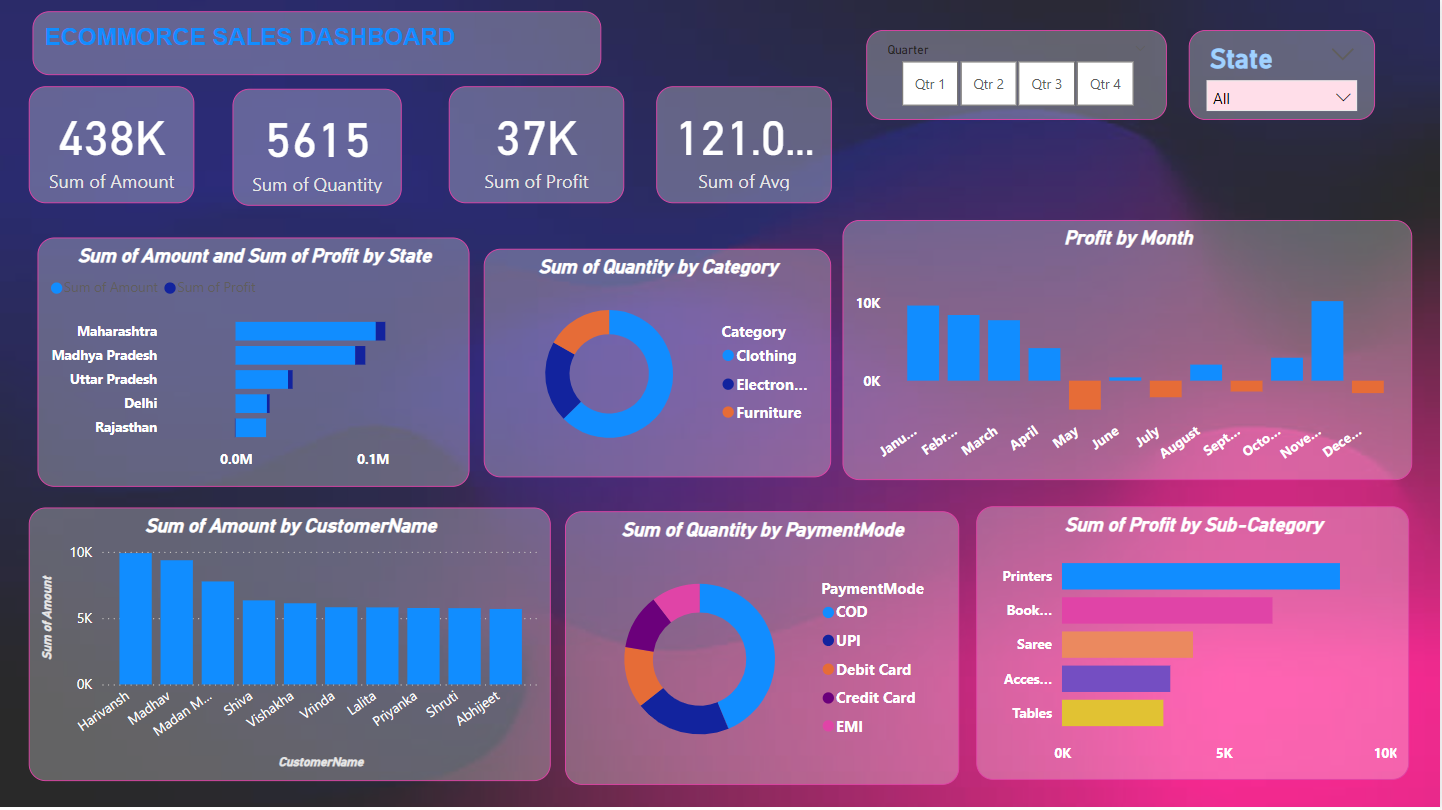 ECOMMORCE SALES DASHBOARD
Quarter
Qtr 1
Qtr 2
Qtr 3
Qtr 4
State
All
438K
Sum of Amount
5615
Sum of Quantity
37K
Sum of Profit
121.0...
Sum of Avg
Sum of Amount and Sum of Profit by State
Sum of Amount
Sum of Profit
Maharashtra
Madhya Pradesh
Uttar Pradesh
Delhi
Rajasthan
0.0M
0.1M
Sum of Quantity by Category
Category
Clothing
Electron...
Furniture
Profit by Month
10K
0K
Janu...
Febr...
March
April
May
June
July
August
Sept...
Octo...
Nove...
Dece...
Sum of Amount by CustomerName
Sum of Amount
10K
5K
0K
Harivansh
Madhav
Madan M...
Shiva
Vishakha
Vrinda
Lalita
Priyanka
Shruti
Abhijeet
CustomerName
Sum of Quantity by PaymentMode
PaymentMode
COD
UPI
Debit Card
Credit Card
EMI
Sum of Profit by Sub-Category
Printers
Book...
Saree
Acces...
Tables
0K
5K
10K